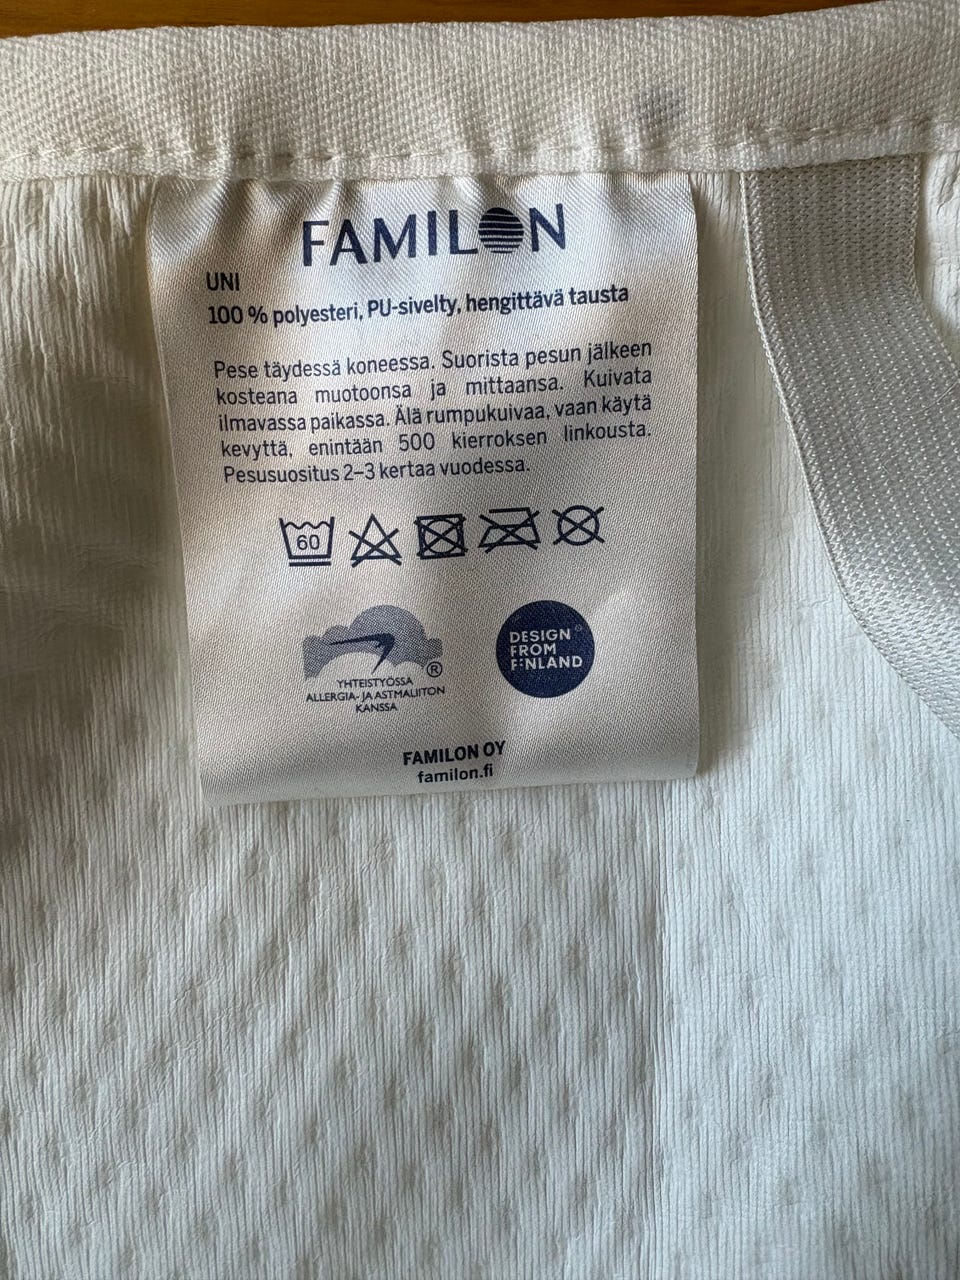 FAMILON
UNI
100 % polyesteri, PU-sivelty, hengittävä tausta
Pese täydessä koneessa. Suorista pesun jälkeen
kosteana muotoonsa ja mittaansa. Kuivata
ilmavassa paikassa. Älä rumpukuivaa, vaan käytä
kevyttä, enintään 500 kierroksen linkousta.
Pesusuositus 2–3 kertaa vuodessa.
60
®
YHTEISTYÖSSÄ
ALLERGIA- JA ASTMALIITON
KANSSA
DESIGN®
FROM
FINLAND
FAMILON OY
familon.fi